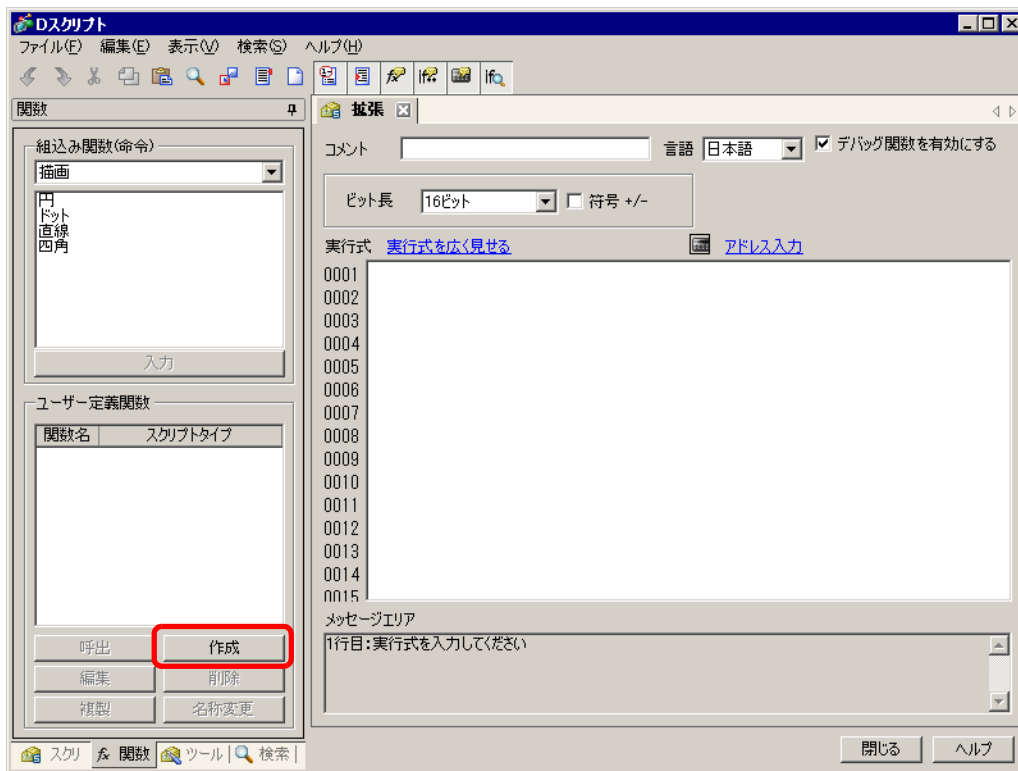 Dスクリプト
ファイル(F) 編集(E) 表示(V) 検索(S) ヘルプ(H)
関数
組込み関数(命令)
描画
円
ドット
直線
四角
入力
ユーザー定義関数
関数名 スクリプトタイプ
呼出 作成
編集 削除
複製 名称変更
スクリ 関数 ツール 検索
拡張
コメント 言語 日本語 デバッグ関数を有効にする
ビット長 16ビット 符号 +/-
実行式 実行式を広く見せる アドレス入力
0001
0002
0003
0004
0005
0006
0007
0008
0009
0010
0011
0012
0013
0014
0015
メッセージエリア
1行目:実行式を入力してください
閉じる ヘルプ